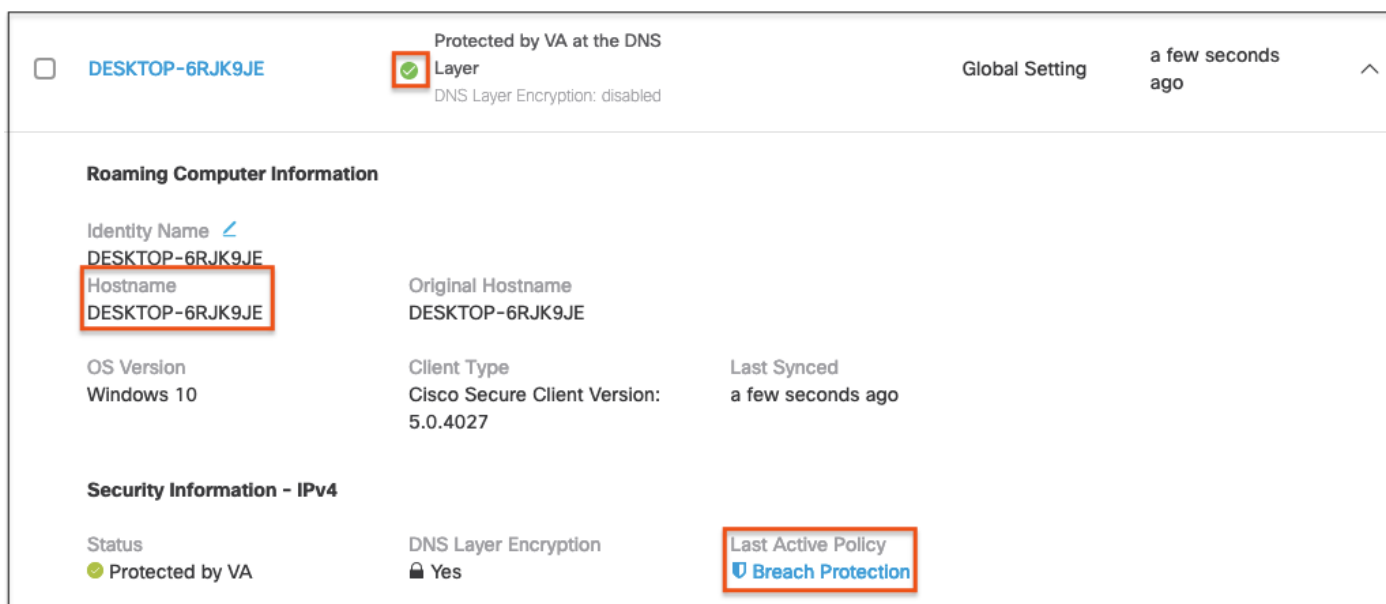 DESKTOP-6RJK9JE
Protected by VA at the DNS
Layer
DNS Layer Encryption: disabled
Global Setting
a few seconds
ago
Roaming Computer Information
Identity Name
DESKTOP-6RJK9JE
Hostname
DESKTOP-6RJK9JE
Original Hostname
DESKTOP-6RJK9JE
OS Version
Windows 10
Client Type
Cisco Secure Client Version:
5.0.4027
Last Synced
a few seconds ago
Security Information - IPv4
Status
Protected by VA
DNS Layer Encryption
Yes
Last Active Policy
Breach Protection